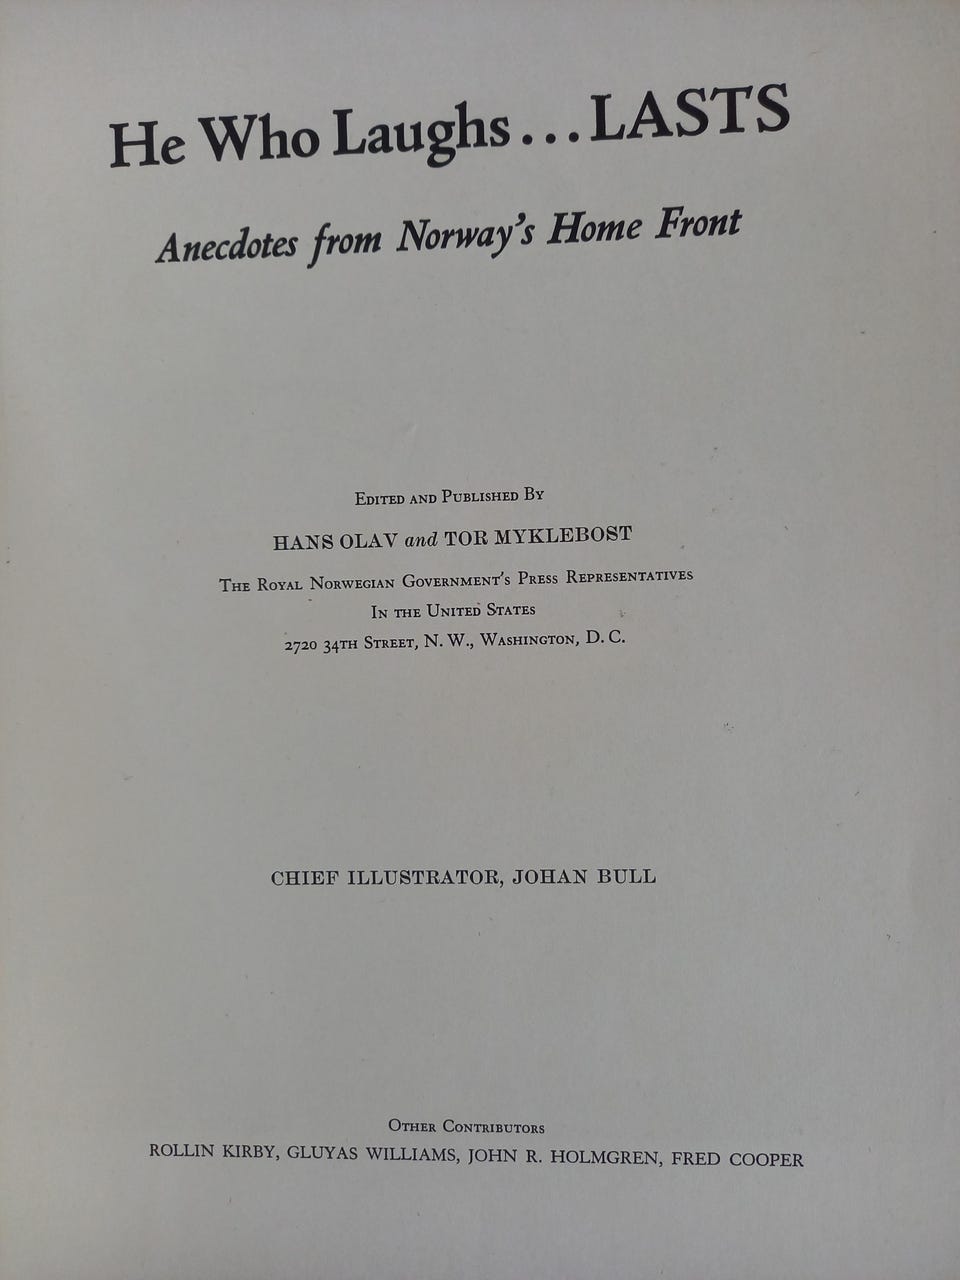 He Who Laughs...LASTS
Anecdotes from Norway's Home Front
Edited and Published By
HANS OLAV and TOR MYKLEBOST
The Royal Norwegian Government's Press Representatives
In the United States
2720 34th Street, N. W., Washington, D. C.
CHIEF ILLUSTRATOR, JOHAN BULL
Other Contributors
ROLLIN KIRBY, GLUYAS WILLIAMS, JOHN R. HOLMGREN, FRED COOPER